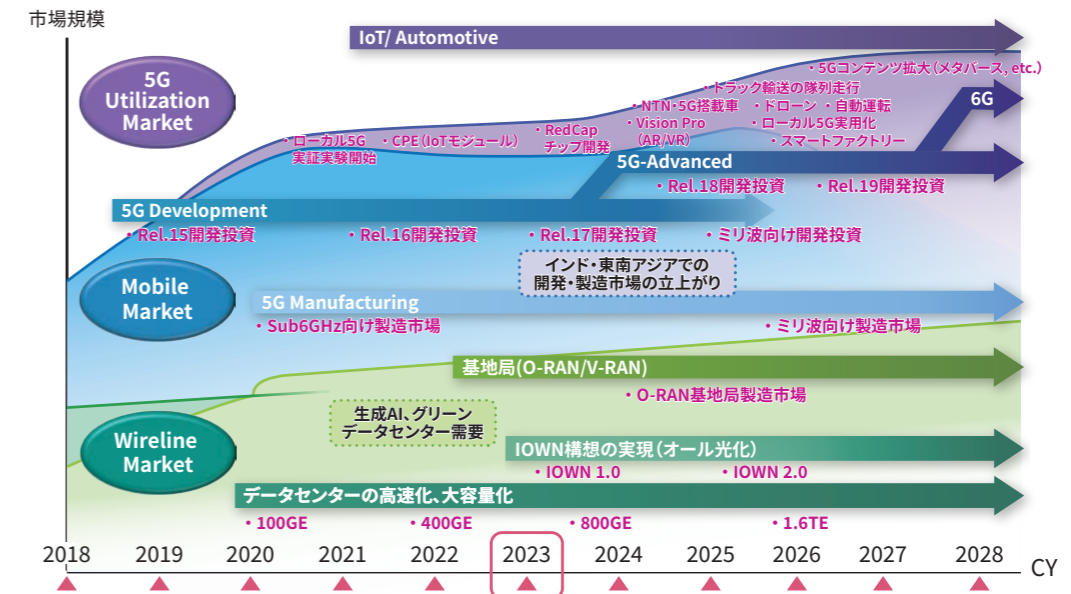 市場規模
IoT/ Automotive
5G
Utilization
Market
・5Gコンテンツ拡大(メタバース, etc.)
・トラック輸送の隊列走行
6G
・NTN・5G搭載車
・ドローン ・自動運転
・Vision Pro
(AR/VR)
・ローカル5G実用化
・スマートファクトリー
・ローカル5G
実証実験開始
・CPE(IoTモジュール)
・RedCap
チップ開発
5G-Advanced
・Rel.18開発投資
・Rel.19開発投資
5G Development
・Rel.15開発投資
・Rel.16開発投資
・Rel.17開発投資
・ミリ波向け開発投資
インド・東南アジアでの
開発・製造市場の立上がり
Mobile
Market
5G Manufacturing
・Sub6GHz向け製造市場
・ミリ波向け製造市場
基地局(O-RAN/V-RAN)
・O-RAN基地局製造市場
生成AI、グリーン
データセンター需要
Wireline
Market
IOWN構想の実現(オール光化)
・IOWN 1.0
・IOWN 2.0
データセンターの高速化、大容量化
・100GE
・400GE
・800GE
・1.6TE
2018 2019 2020 2021 2022 2023 2024 2025 2026 2027 2028
CY